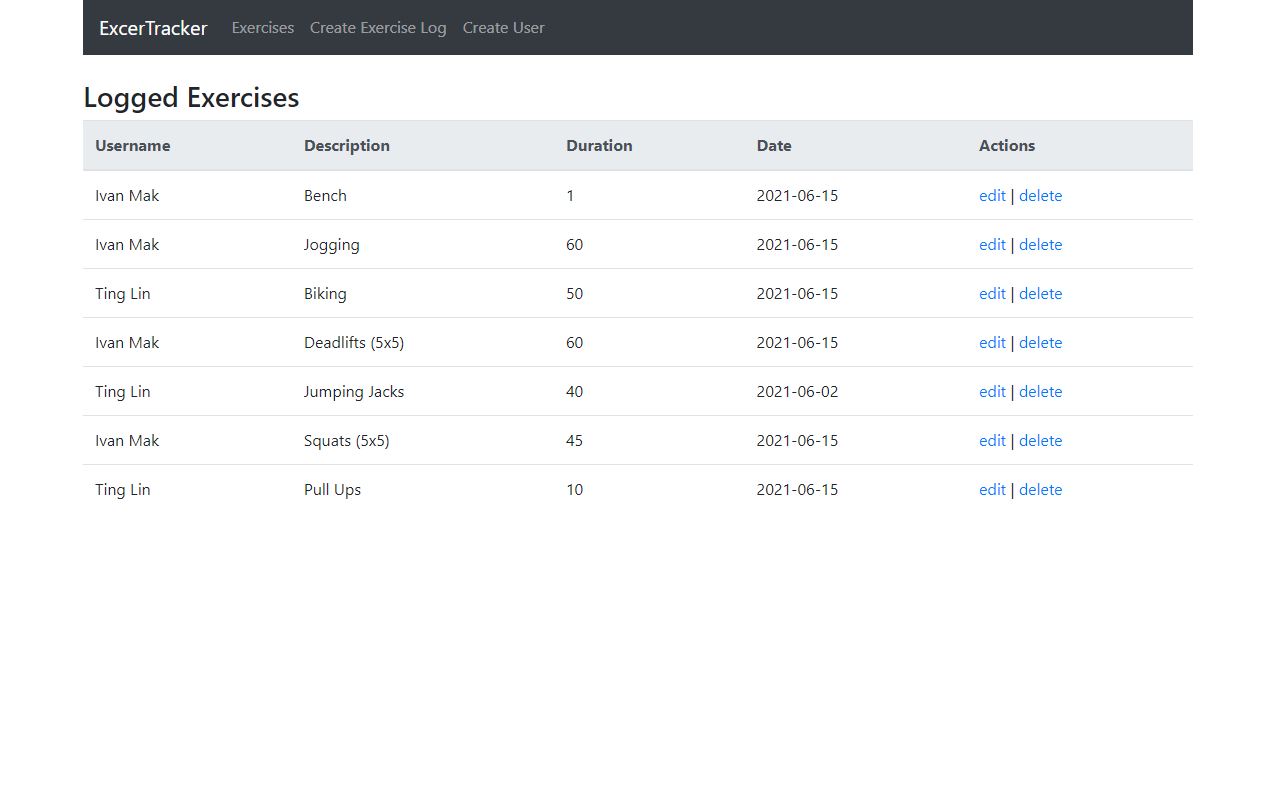 ExcerTracker Exercises Create Exercise Log Create User
Logged Exercises
Username Description Duration Date Actions
Ivan Mak Bench 1 2021-06-15 edit | delete
Ivan Mak Jogging 60 2021-06-15 edit | delete
Ting Lin Biking 50 2021-06-15 edit | delete
Ivan Mak Deadlifts (5x5) 60 2021-06-15 edit | delete
Ting Lin Jumping Jacks 40 2021-06-02 edit | delete
Ivan Mak Squats (5x5) 45 2021-06-15 edit | delete
Ting Lin Pull Ups 10 2021-06-15 edit | delete